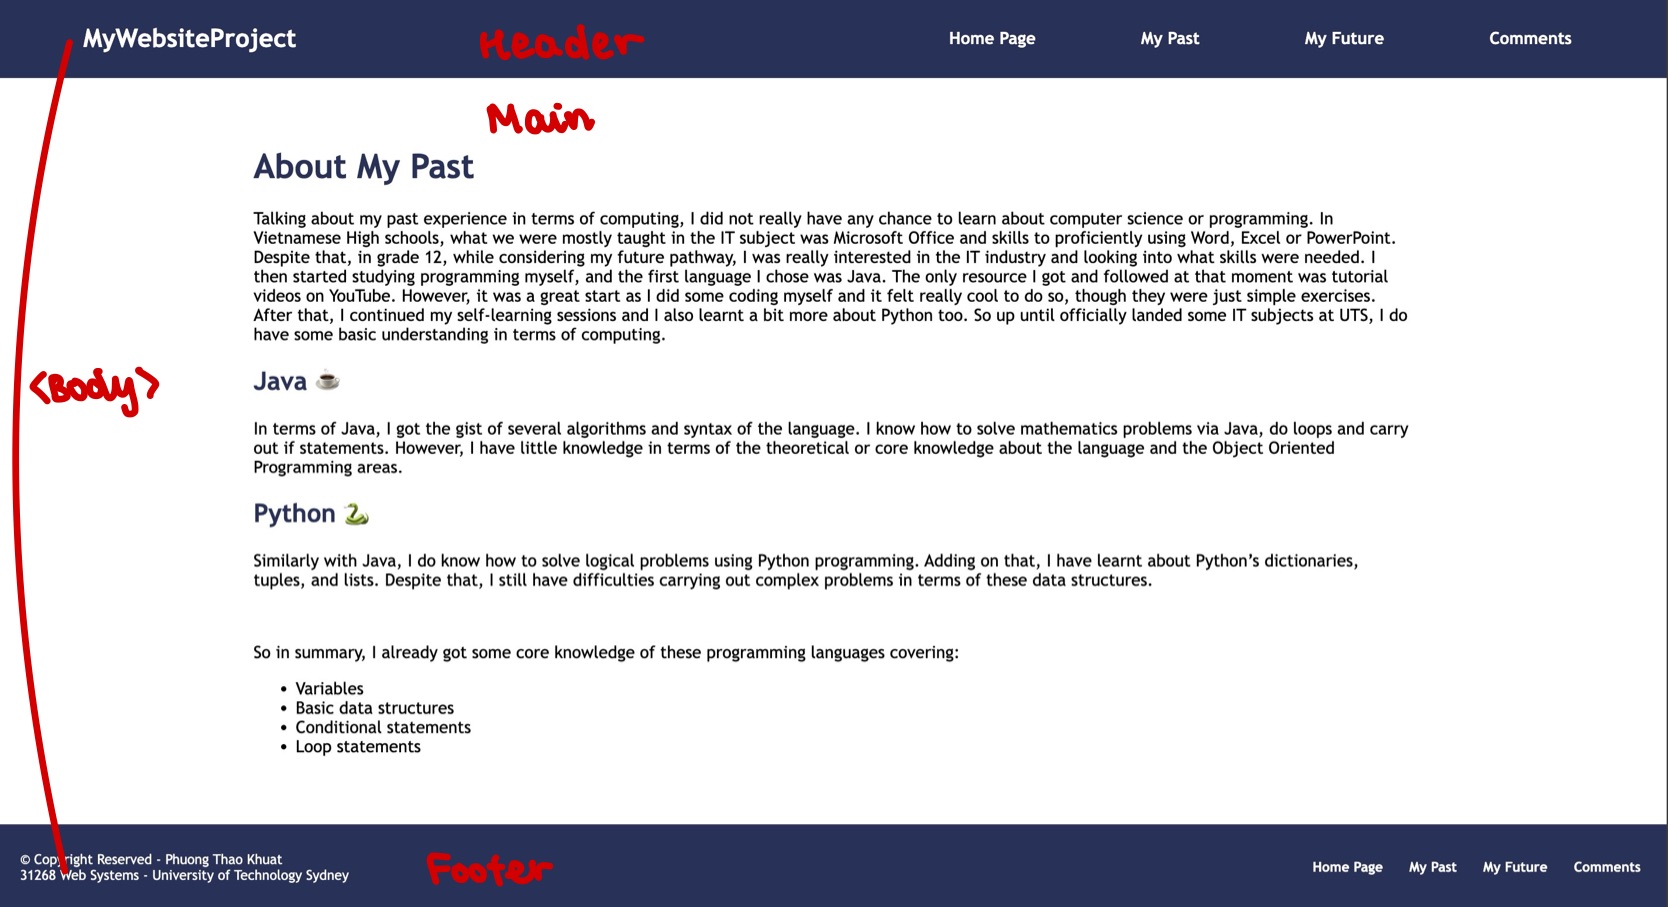 MyWebsiteProject Header Home Page My Past My Future Comments
Main
About My Past
Talking about my past experience in terms of computing, I did not really have any chance to learn about computer science or programming. In
Vietnamese High schools, what we were mostly taught in the IT subject was Microsoft Office and skills to proficiently using Word, Excel or PowerPoint.
Despite that, in grade 12, while considering my future pathway, I was really interested in the IT industry and looking into what skills were needed. I
then started studying programming myself, and the first language I chose was Java. The only resource I got and followed at that moment was tutorial
videos on YouTube. However, it was a great start as I did some coding myself and it felt really cool to do so, though they were just simple exercises.
After that, I continued my self-learning sessions and I also learnt a bit more about Python too. So up until officially landed some IT subjects at UTS, I do
have some basic understanding in terms of computing.
Java ☕
<Body>
In terms of Java, I got the gist of several algorithms and syntax of the language. I know how to solve mathematics problems via Java, do loops and carry
out if statements. However, I have little knowledge in terms of the theoretical or core knowledge about the language and the Object Oriented
Programming areas.
Python 🐍
Similarly with Java, I do know how to solve logical problems using Python programming. Adding on that, I have learnt about Python’s dictionaries,
tuples, and lists. Despite that, I still have difficulties carrying out complex problems in terms of these data structures.
So in summary, I already got some core knowledge of these programming languages covering:
• Variables
• Basic data structures
• Conditional statements
• Loop statements
© Copyright Reserved - Phuong Thao Khuat
31268 Web Systems - University of Technology Sydney
Footer
Home Page My Past My Future Comments